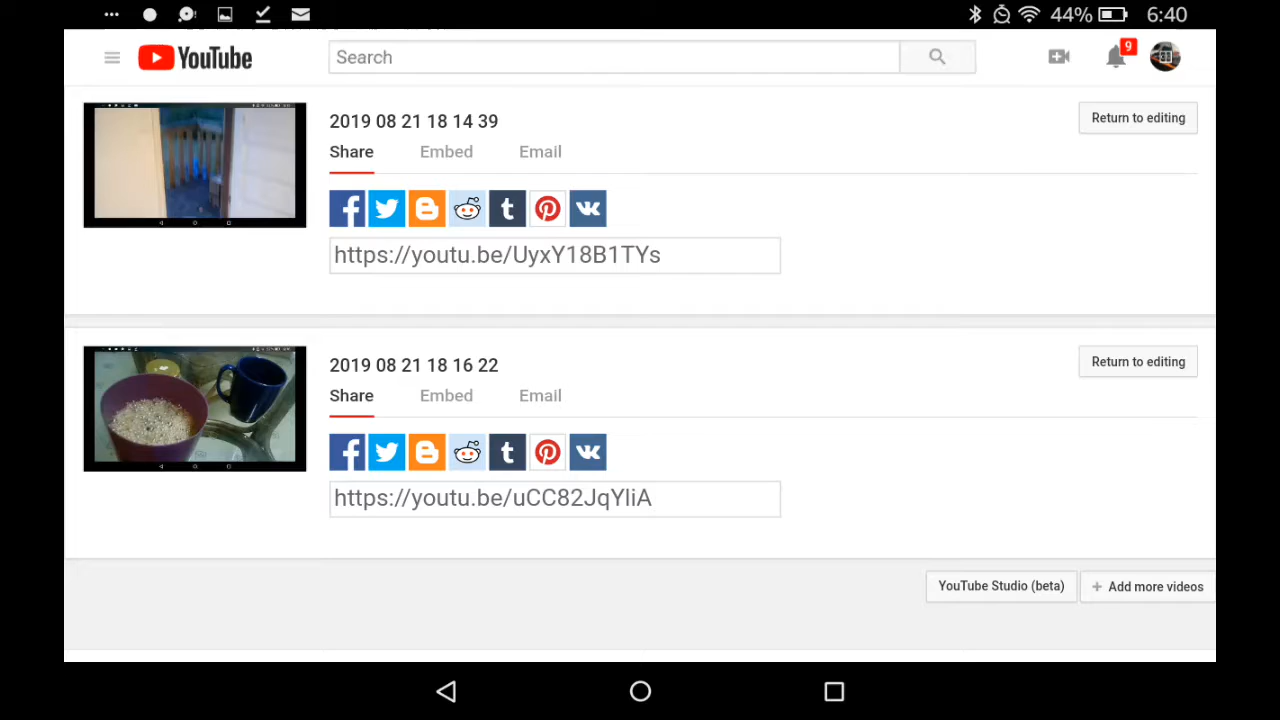 44% 6:40
YouTube
Search
9
2019 08 21 18 14 39
Return to editing
Share Embed Email
https://youtu.be/UyxY18B1TYs
2019 08 21 18 16 22
Return to editing
Share Embed Email
https://youtu.be/uCC82JqYliA
YouTube Studio (beta) + Add more videos